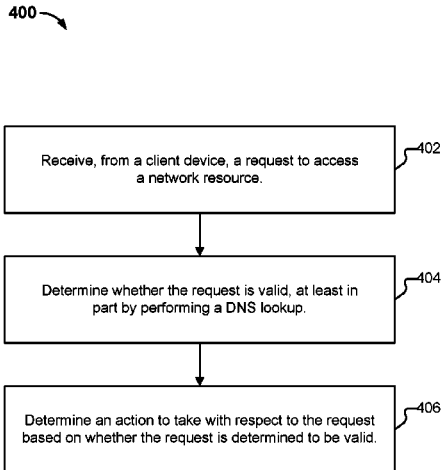 400
Receive, from a client device, a request to access
a network resource.
402
Determine whether the request is valid, at least in
part by performing a DNS lookup.
404
Determine an action to take with respect to the request
based on whether the request is determined to be valid.
406